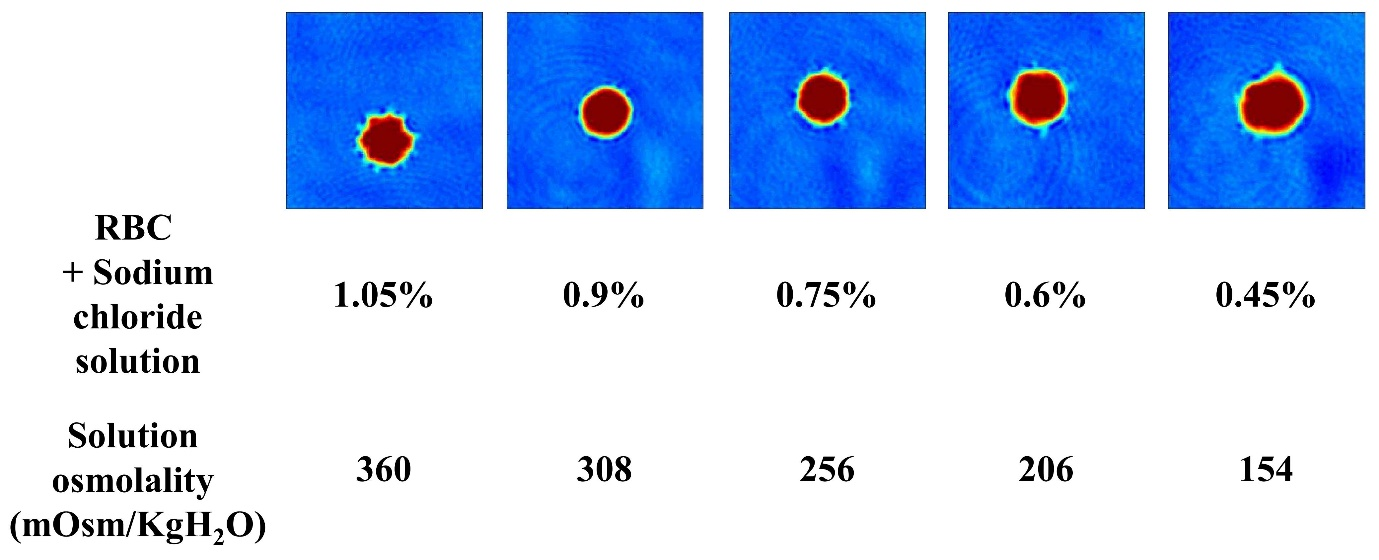 RBC
+ Sodium
chloride
solution
1.05%
0.9%
0.75%
0.6%
0.45%
Solution
osmolality
(mOsm/KgH₂O)
360
308
256
206
154